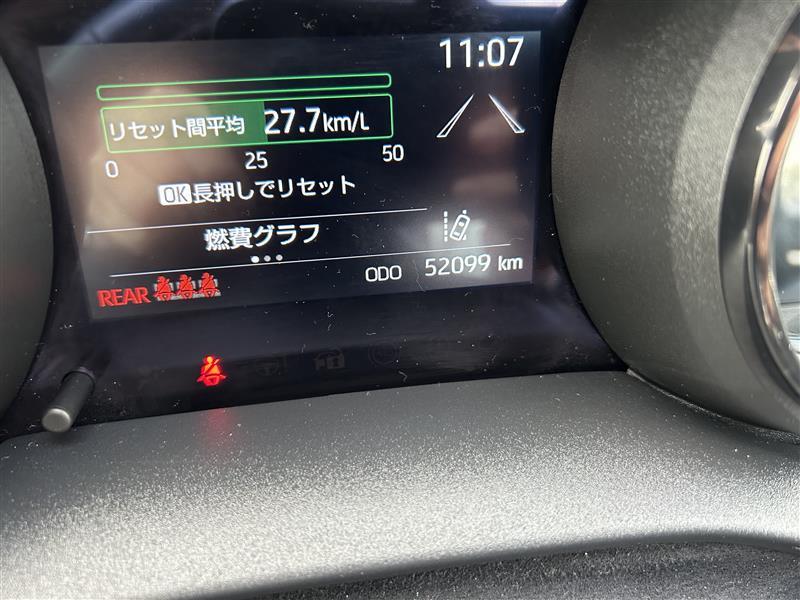 11:07
リセット間平均 27.7km/L
0 25 50
OK長押しでリセット
燃費グラフ
REAR ODO 52099 km